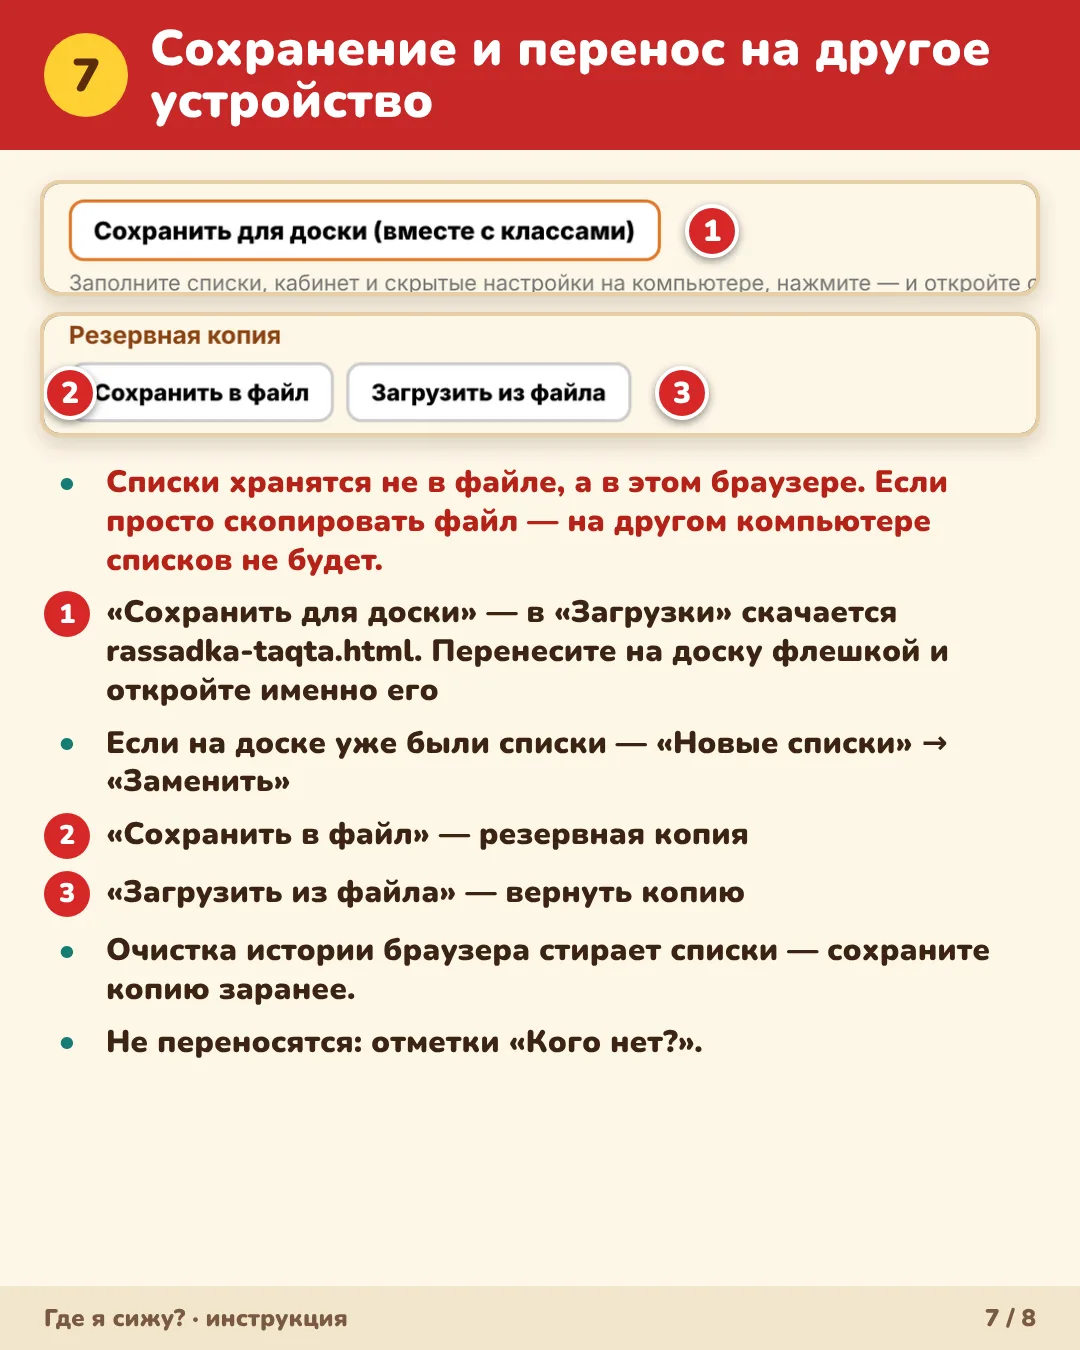 7
Сохранение и перенос на другое
устройство
Сохранить для доски (вместе с классами)
1
Заполните списки, кабинет и скрытые настройки на компьютере, нажмите — и откройте
Резервная копия
2
Сохранить в файл
Загрузить из файла
3
• Списки хранятся не в файле, а в этом браузере. Если
просто скопировать файл — на другом компьютере
списков не будет.
1 «Сохранить для доски» — в «Загрузки» скачается
rassadka-taqta.html. Перенесите на доску флешкой и
откройте именно его
• Если на доске уже были списки — «Новые списки» →
«Заменить»
2 «Сохранить в файл» — резервная копия
3 «Загрузить из файла» — вернуть копию
• Очистка истории браузера стирает списки — сохраните
копию заранее.
• Не переносятся: отметки «Кого нет?».
Где я сижу? · инструкция
7 / 8